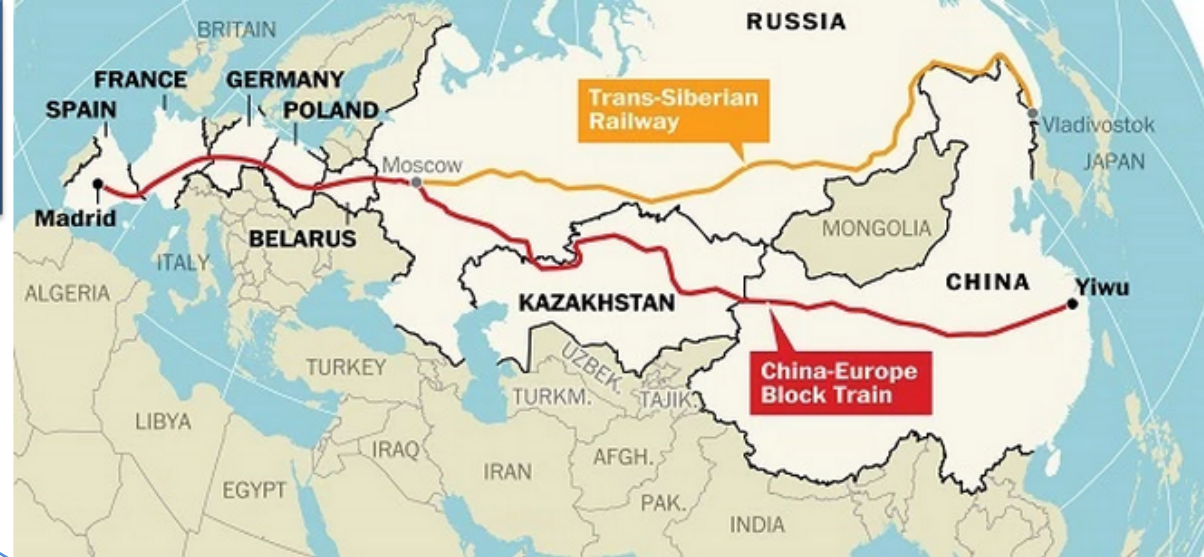 RUSSIA
BRITAIN
FRANCE
GERMANY
SPAIN
POLAND
Trans-Siberian
Railway
Vladivostok
Moscow
JAPAN
Madrid
MONGOLIA
BELARUS
ITALY
CHINA
Yiwu
ALGERIA
KAZAKHSTAN
UZBEK.
TURKEY
China-Europe
Block Train
TURKM.
TAJIK.
LIBYA
IRAQ
IRAN
AFGH.
EGYPT
PAK.
INDIA